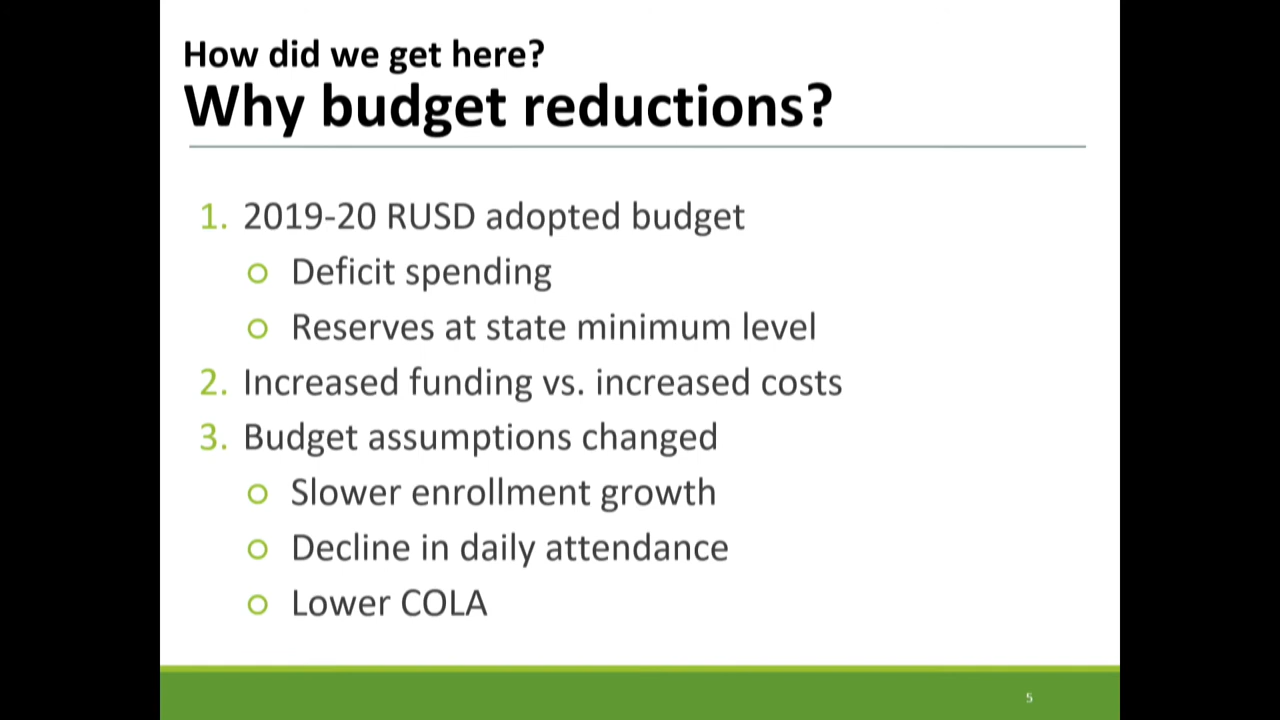 How did we get here?
Why budget reductions?
1. 2019-20 RUSD adopted budget
○ Deficit spending
○ Reserves at state minimum level
2. Increased funding vs. increased costs
3. Budget assumptions changed
○ Slower enrollment growth
○ Decline in daily attendance
○ Lower COLA
5